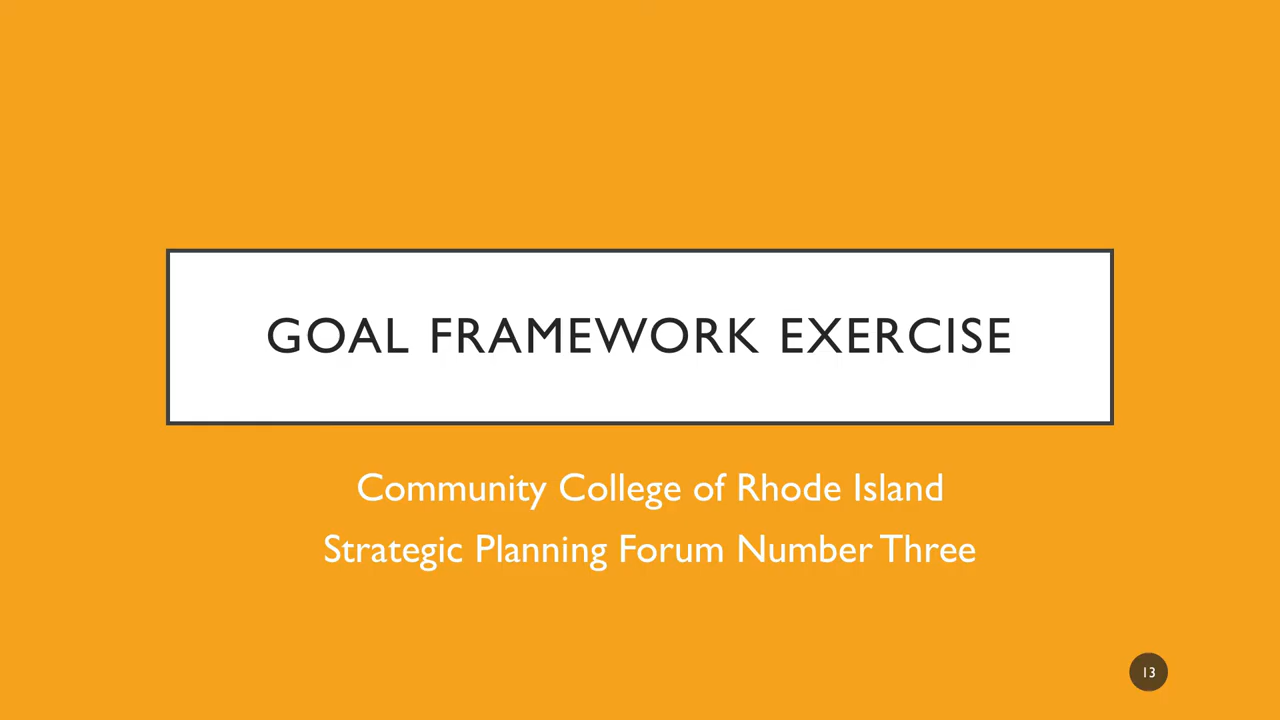 GOAL FRAMEWORK EXERCISE
Community College of Rhode Island
Strategic Planning Forum Number Three
13